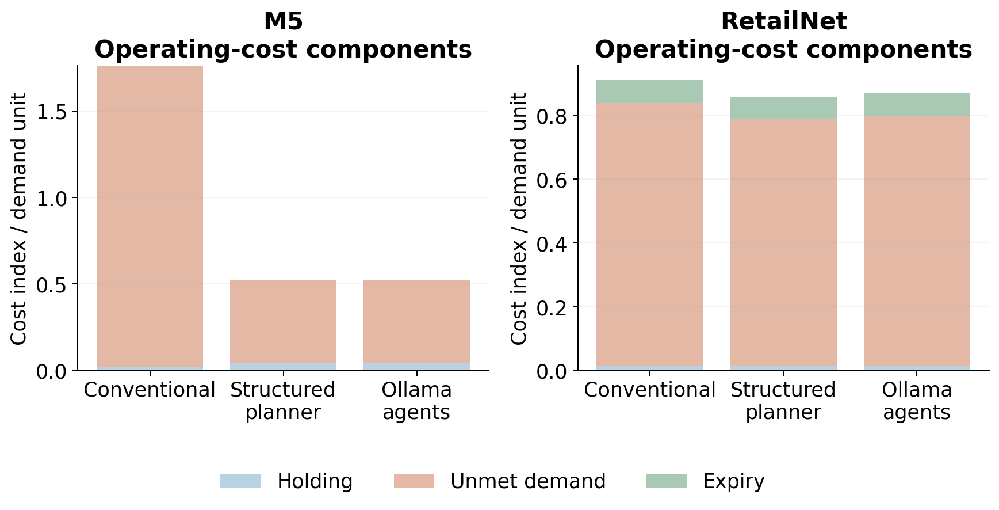 M5
Operating-cost components
Cost index / demand unit
1.5
1.0
0.5
0.0
Conventional
Structured
planner
Ollama
agents
RetailNet
Operating-cost components
Cost index / demand unit
0.8
0.6
0.4
0.2
0.0
Conventional
Structured
planner
Ollama
agents
Holding
Unmet demand
Expiry